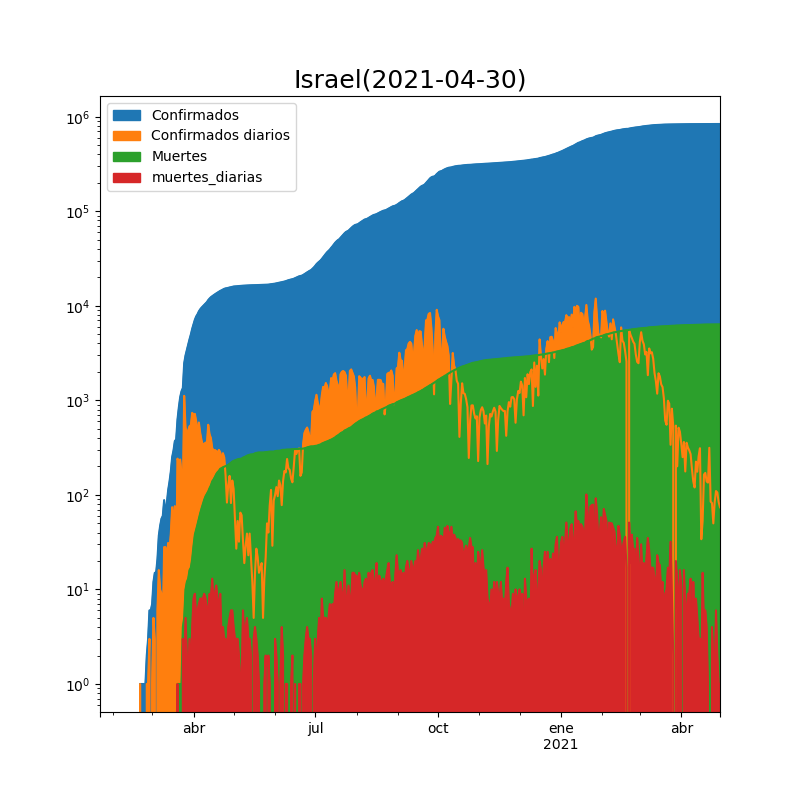 Israel(2021-04-30)
Confirmados
Confirmados diarios
Muertes
muertes_diarias
10^6
10^5
10^4
10^3
10^2
10^1
10^0
abr jul oct ene abr
2021